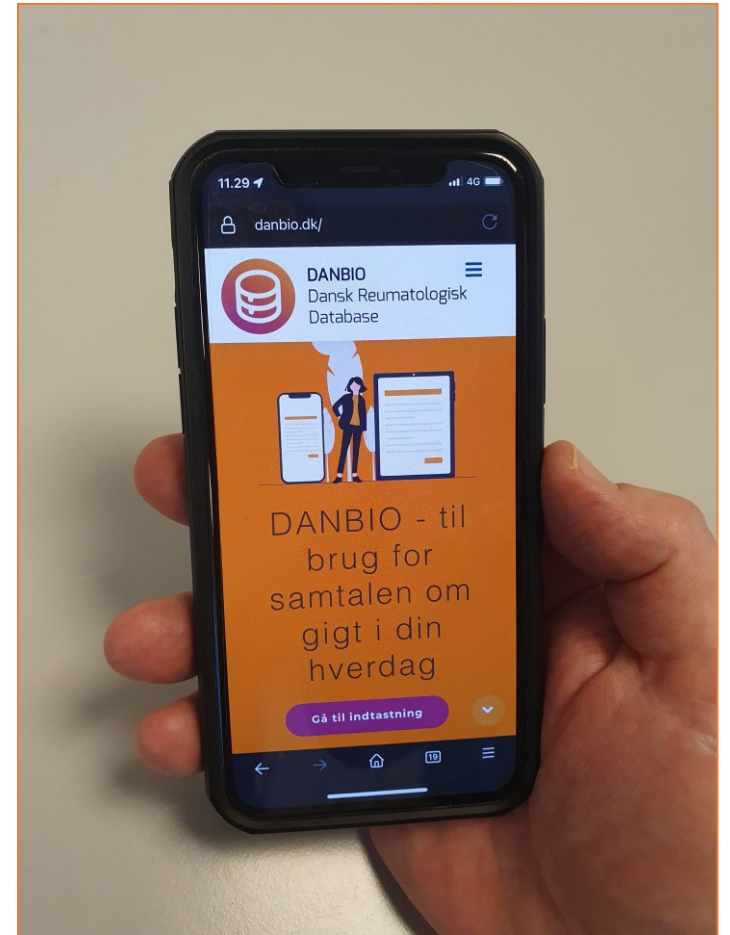 11.29
4G
danbio.dk/
DANBIO
Dansk Reumatologisk
Database
DANBIO - til
brug for
samtalen om
gigt i din
hverdag
Gå til indtastning
19